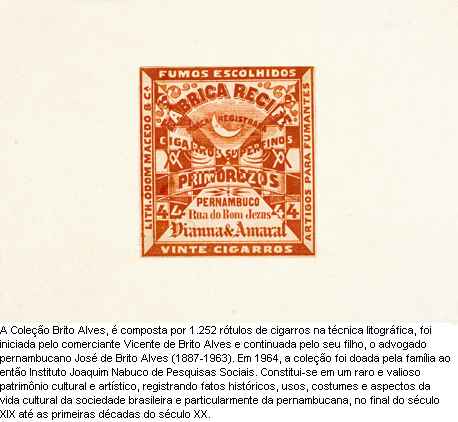 FUMOS ESCOLHIDOS
FABRICA RECIFE
MARCA REGISTRADA
CIGARROS SUPERFINOS
XX XX
PRIMOROZOS
PERNAMBUCO
44 Rua do Bom Jezus 44
Vianna & Amaral
VINTE CIGARROS
LITH. ODOM MACEDO & Cª
ARTIGOS PARA FUMANTES
A Coleção Brito Alves, é composta por 1.252 rótulos de cigarros na técnica litográfica, foi
iniciada pelo comerciante Vicente de Brito Alves e continuada pelo seu filho, o advogado
pernambucano José de Brito Alves (1887-1963). Em 1964, a coleção foi doada pela família ao
então Instituto Joaquim Nabuco de Pesquisas Sociais. Constitui-se em um raro e valioso
patrimônio cultural e artístico, registrando fatos históricos, usos, costumes e aspectos da
vida cultural da sociedade brasileira e particularmente da pernambucana, no final do século
XIX até as primeiras décadas do século XX.